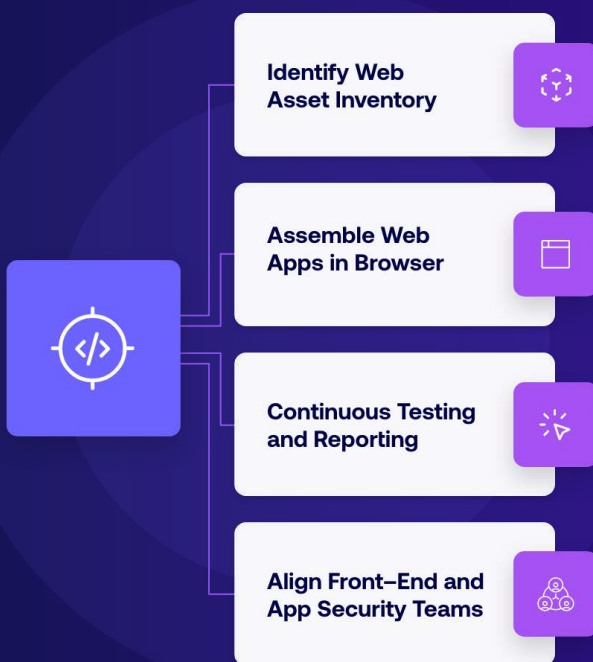 Identify Web
Asset Inventory
Assemble Web
Apps in Browser
Continuous Testing
and Reporting
Align Front–End and
App Security Teams